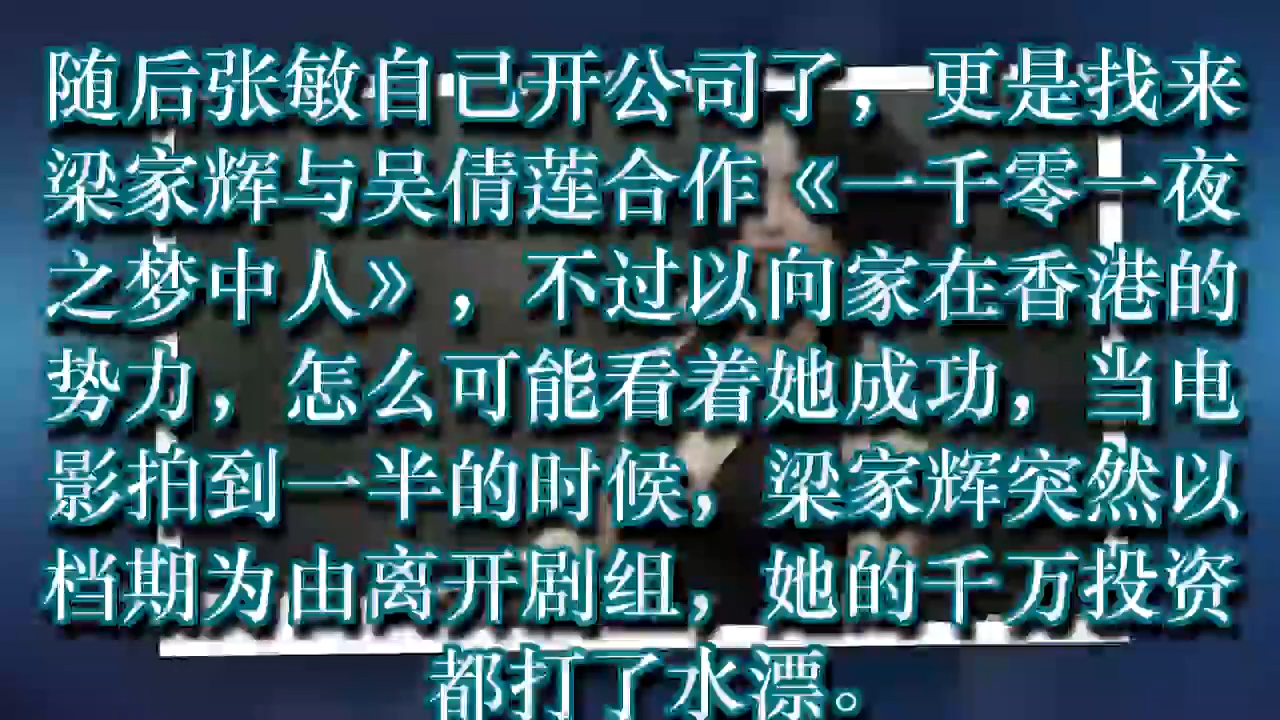 随后张敏自己开公司了，更是找来
梁家辉与吴倩莲合作《一千零一夜
之梦中人》，不过以向家在香港的
势力，怎么可能看着她成功，当电
影拍到一半的时候，梁家辉突然以
档期为由离开剧组，她的千万投资
都打了水漂。